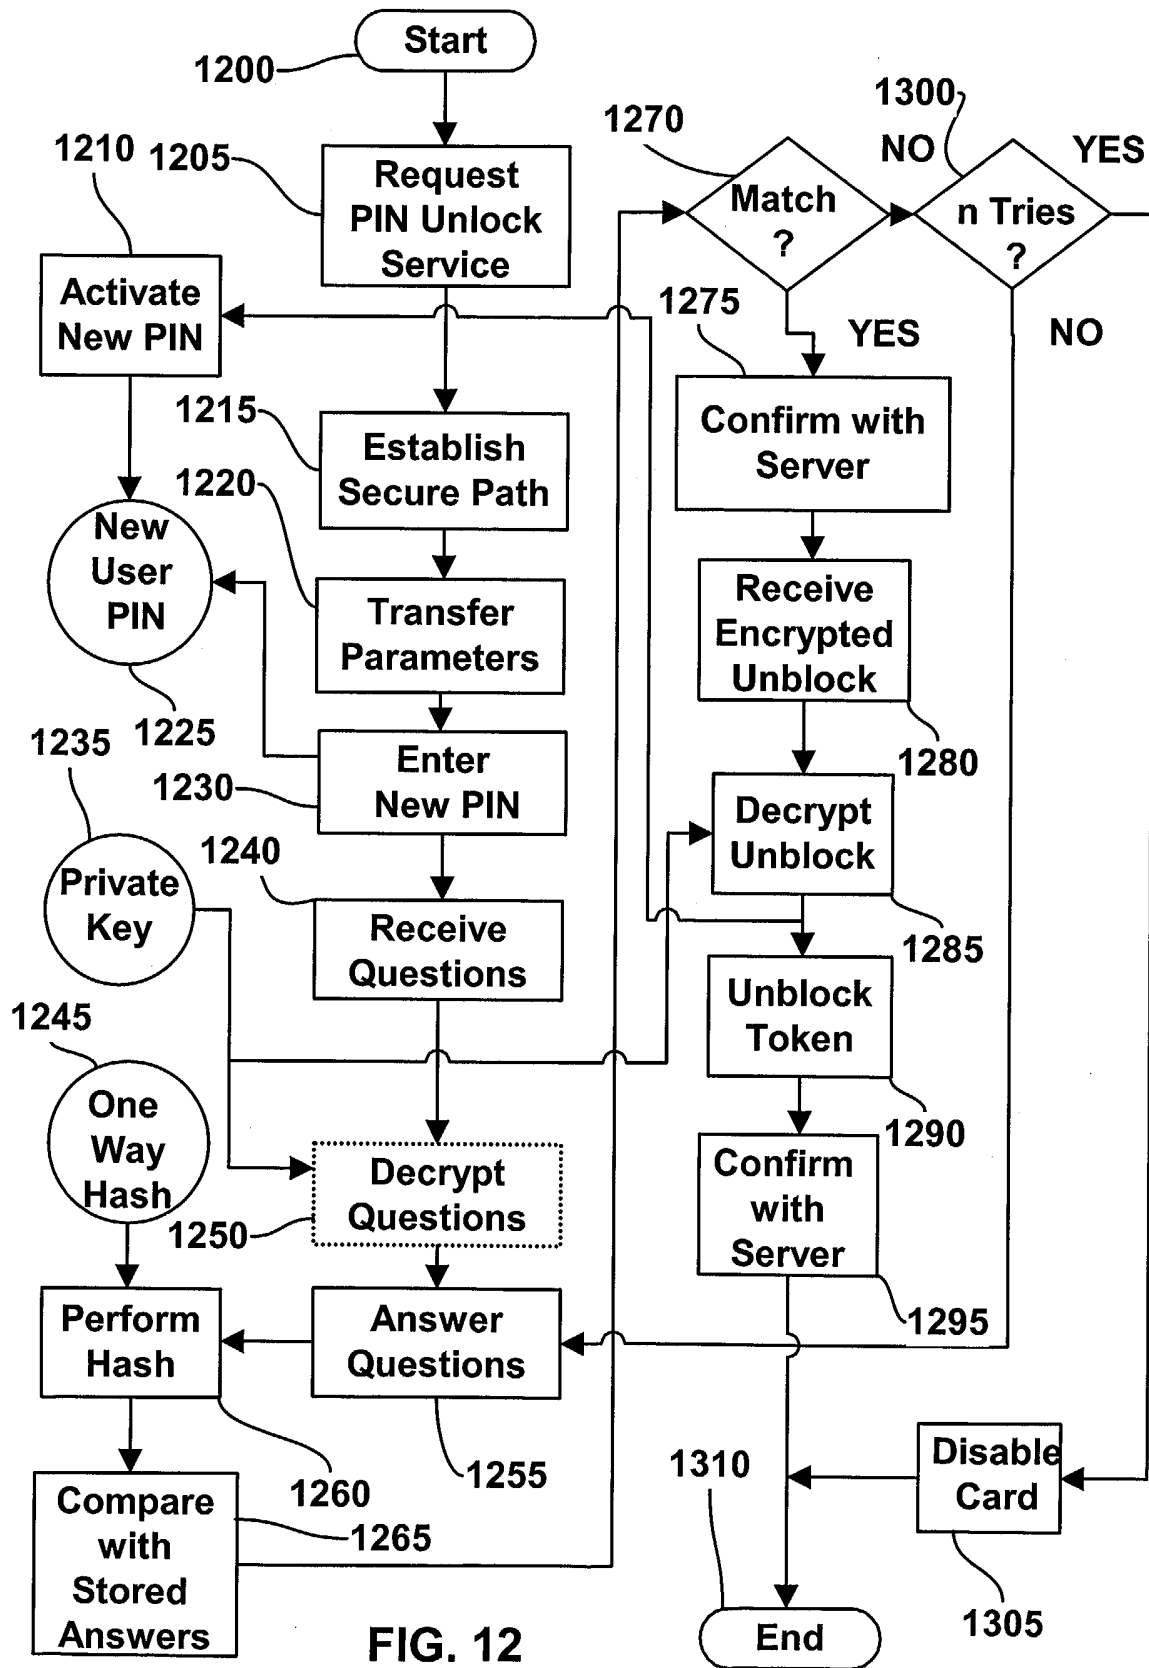 Start
1200
1300
1270
NO
YES
1210
1205
Request
PIN Unlock
Service
Match
?
n Tries
?
Activate
New PIN
1275
YES
NO
1215
Establish
Secure Path
Confirm with
Server
1220
New
User
PIN
Transfer
Parameters
Receive
Encrypted
Unblock
1225
1235
1230
Enter
New PIN
1280
Decrypt
Unblock
1240
Private
Key
Receive
Questions
1285
Unblock
Token
1245
One
Way
Hash
1290
Decrypt
Questions
1250
Confirm
with
Server
Perform
Hash
Answer
Questions
1295
1260
1255
1310
Disable
Card
Compare
with
Stored
Answers
1265
1305
End
FIG. 12